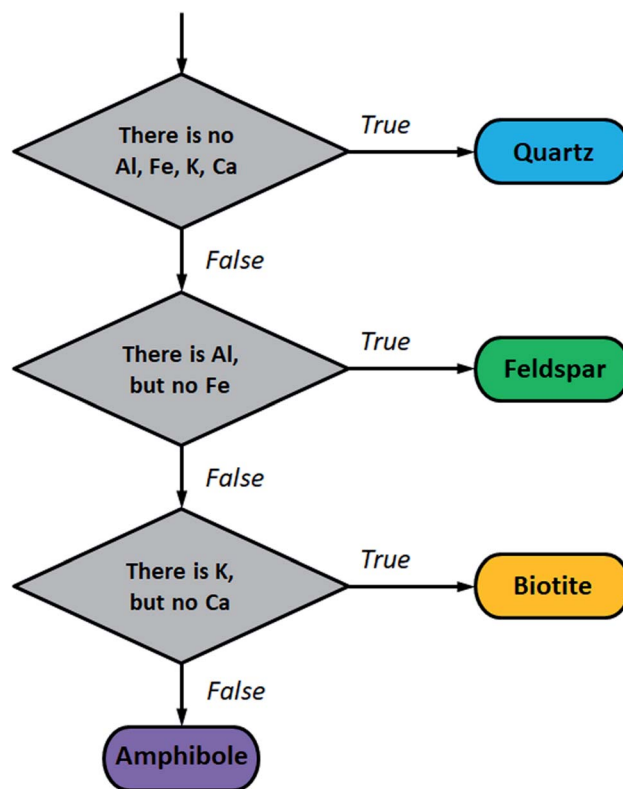 There is no
Al, Fe, K, Ca
True
Quartz
False
There is Al,
but no Fe
True
Feldspar
False
There is K,
but no Ca
True
Biotite
False
Amphibole